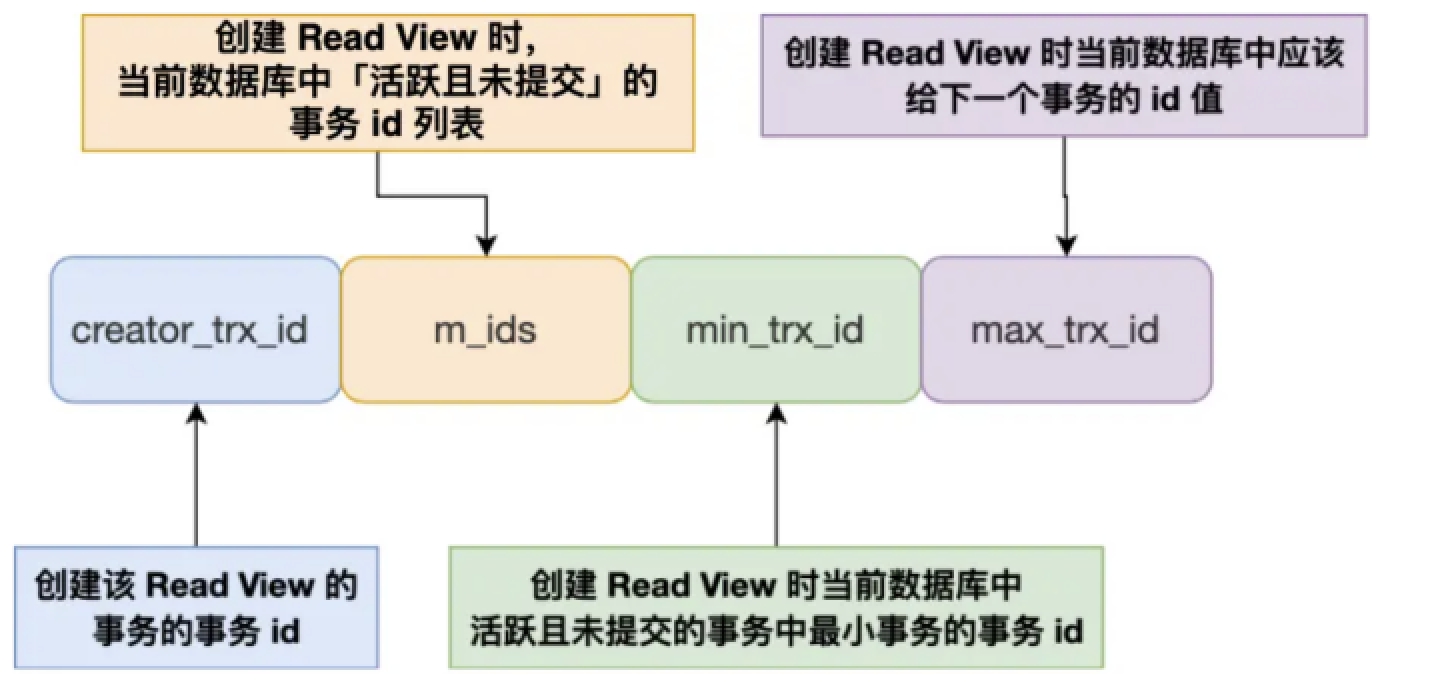 创建 Read View 时，
当前数据库中「活跃且未提交」的
事务 id 列表
创建 Read View 时当前数据库中应该
给下一个事务的 id 值
creator_trx_id
m_ids
min_trx_id
max_trx_id
创建该 Read View 的
事务的事务 id
创建 Read View 时当前数据库中
活跃且未提交的事务中最小事务的事务 id